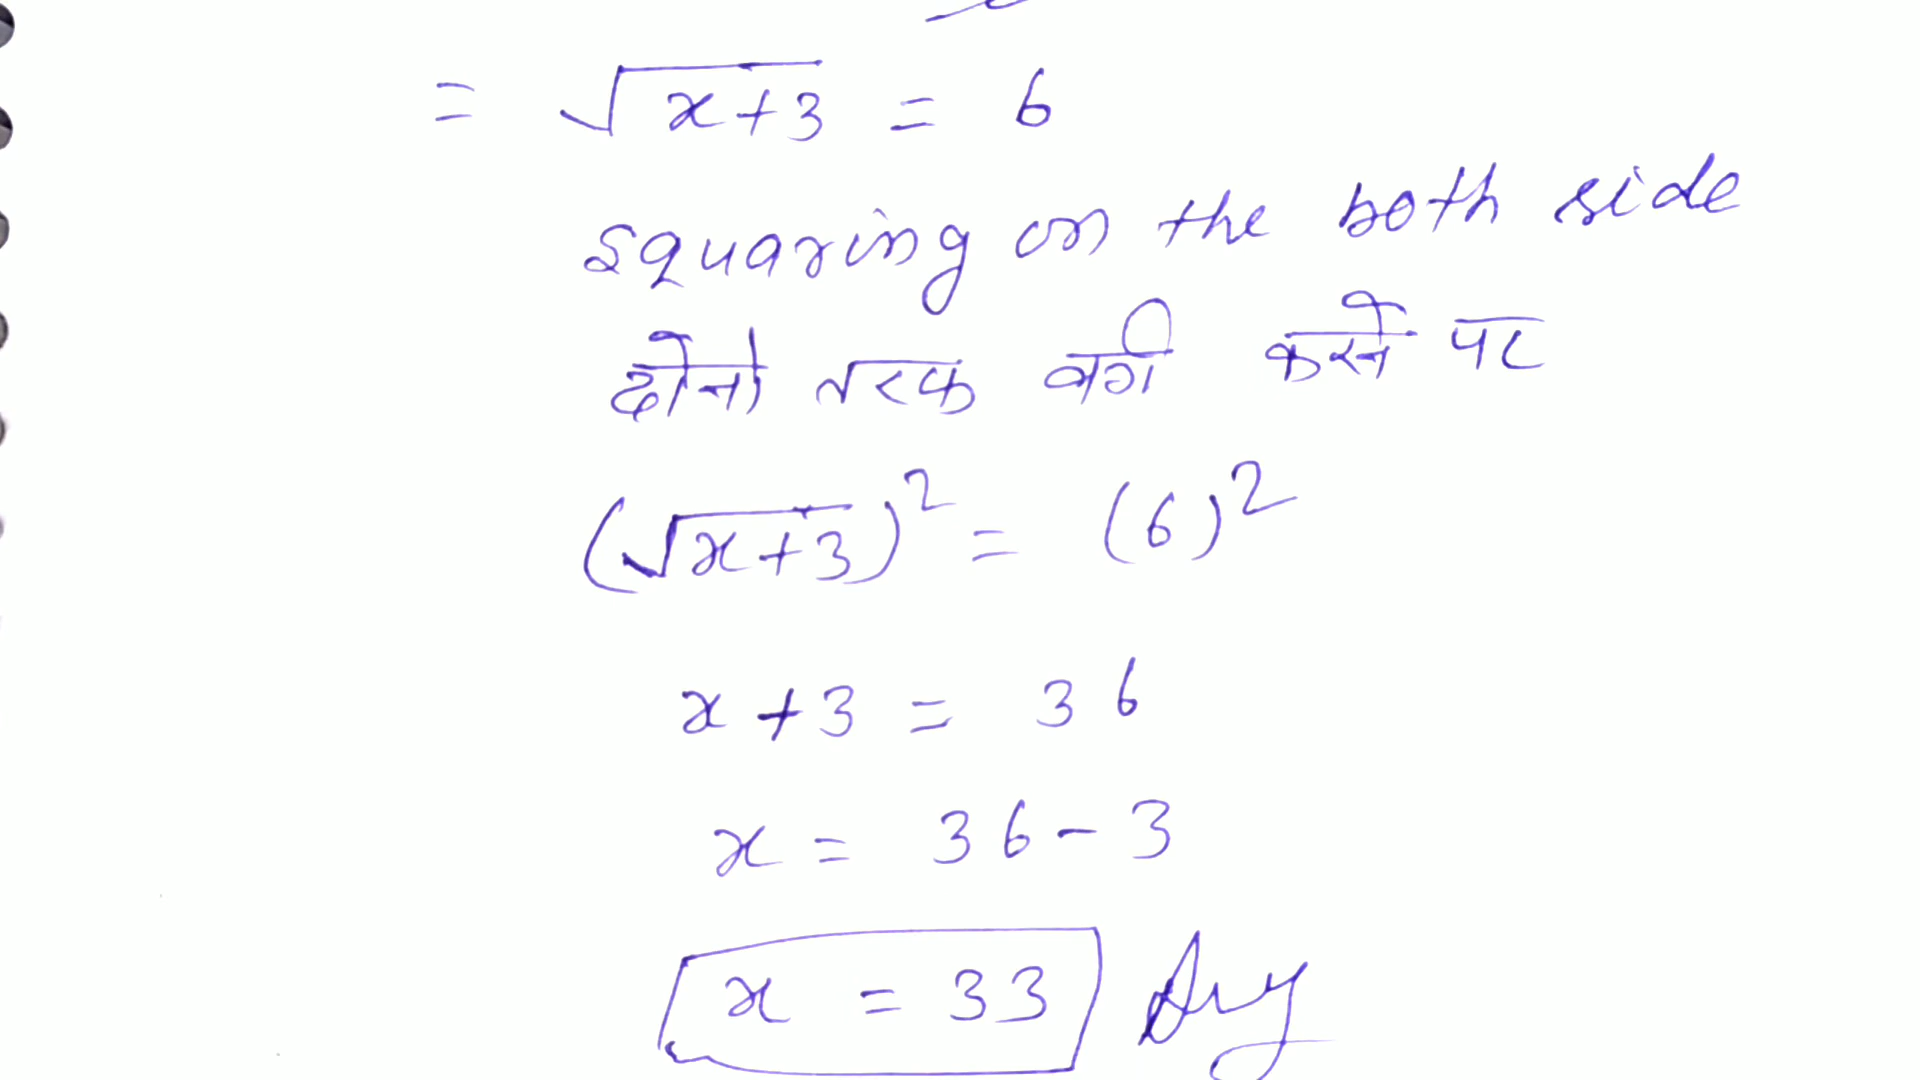 = √x+3 = 6
squaring on the both side
दोनो तरफ वर्ग करने पर
(√x+3)² = (6)²
x + 3 = 36
x = 36 - 3
x = 33 Ans